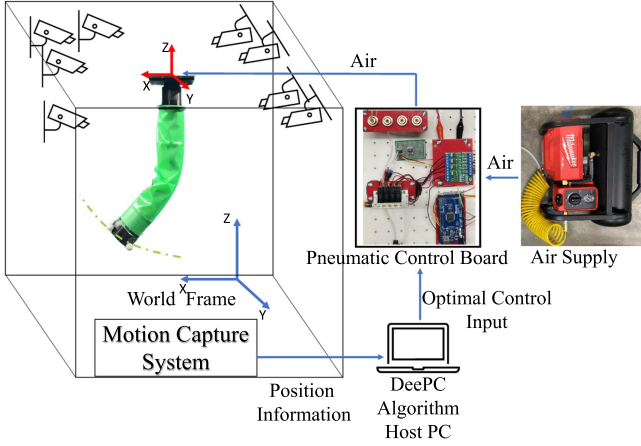 Z
X
Y
Air
Milwaukee
Air
Z
X
Y
World Frame
Pneumatic Control Board
Air Supply
Optimal Control
Input
Motion Capture
System
Position
Information
DeePC
Algorithm
Host PC